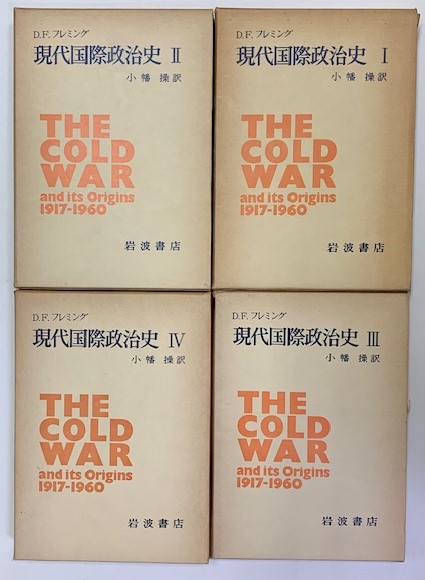 D.F.フレミング
現代国際政治史 II
小幡 操訳
THE
COLD
WAR
and its Origins
1917-1960
岩波書店
D.F.フレミング
現代国際政治史 I
小幡 操訳
THE
COLD
WAR
and its Origins
1917-1960
岩波書店
D.F.フレミング
現代国際政治史 IV
小幡 操訳
THE
COLD
WAR
and its Origins
1917-1960
岩波書店
D.F.フレミング
現代国際政治史 III
小幡 操訳
THE
COLD
WAR
and its Origins
1917-1960
岩波書店